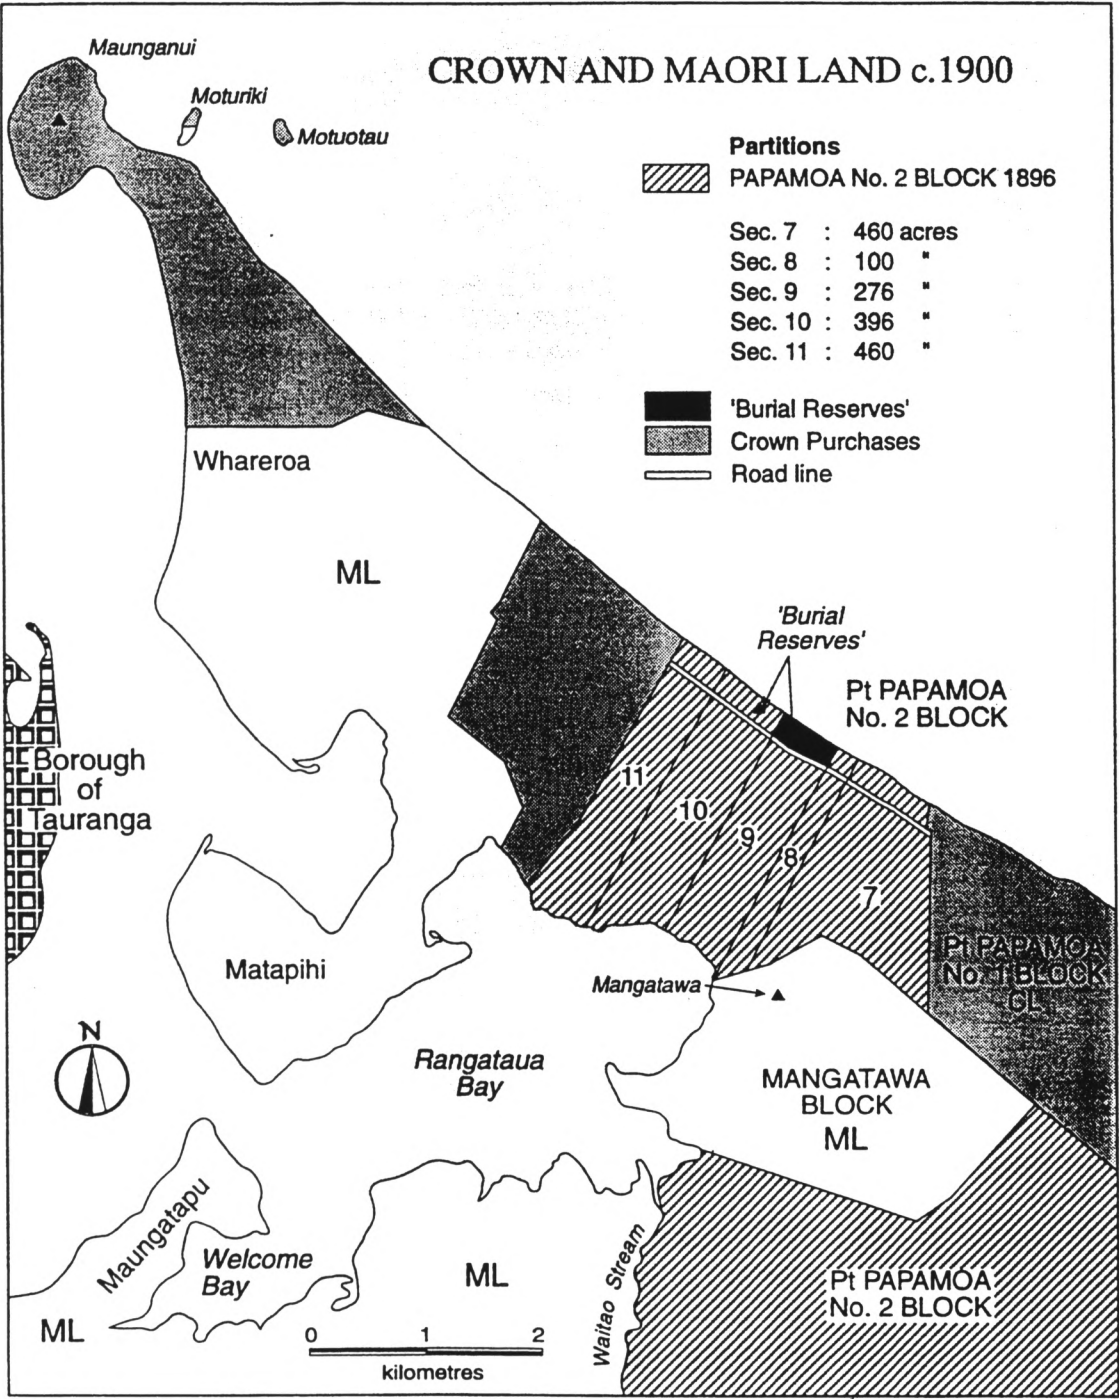 CROWN AND MAORI LAND c.1900
Maunganui
Moturiki
Motuotau
Partitions
PAPAMOA No. 2 BLOCK 1896
Sec. 7 : 460 acres
Sec. 8 : 100 "
Sec. 9 : 276 "
Sec. 10 : 396 "
Sec. 11 : 460 "
'Burial Reserves'
Crown Purchases
Road line
Whareroa
ML
'Burial
Reserves'
Pt PAPAMOA
No. 2 BLOCK
Borough
of
Tauranga
11
10
9
8
7
Pt PAPAMOA
No. 1 BLOCK
CL
Matapihi
Mangatawa
N
Rangataua
Bay
MANGATAWA
BLOCK
ML
Maungatapu
Welcome
Bay
ML
Waitao Stream
Pt PAPAMOA
No. 2 BLOCK
ML
0 1 2
kilometres